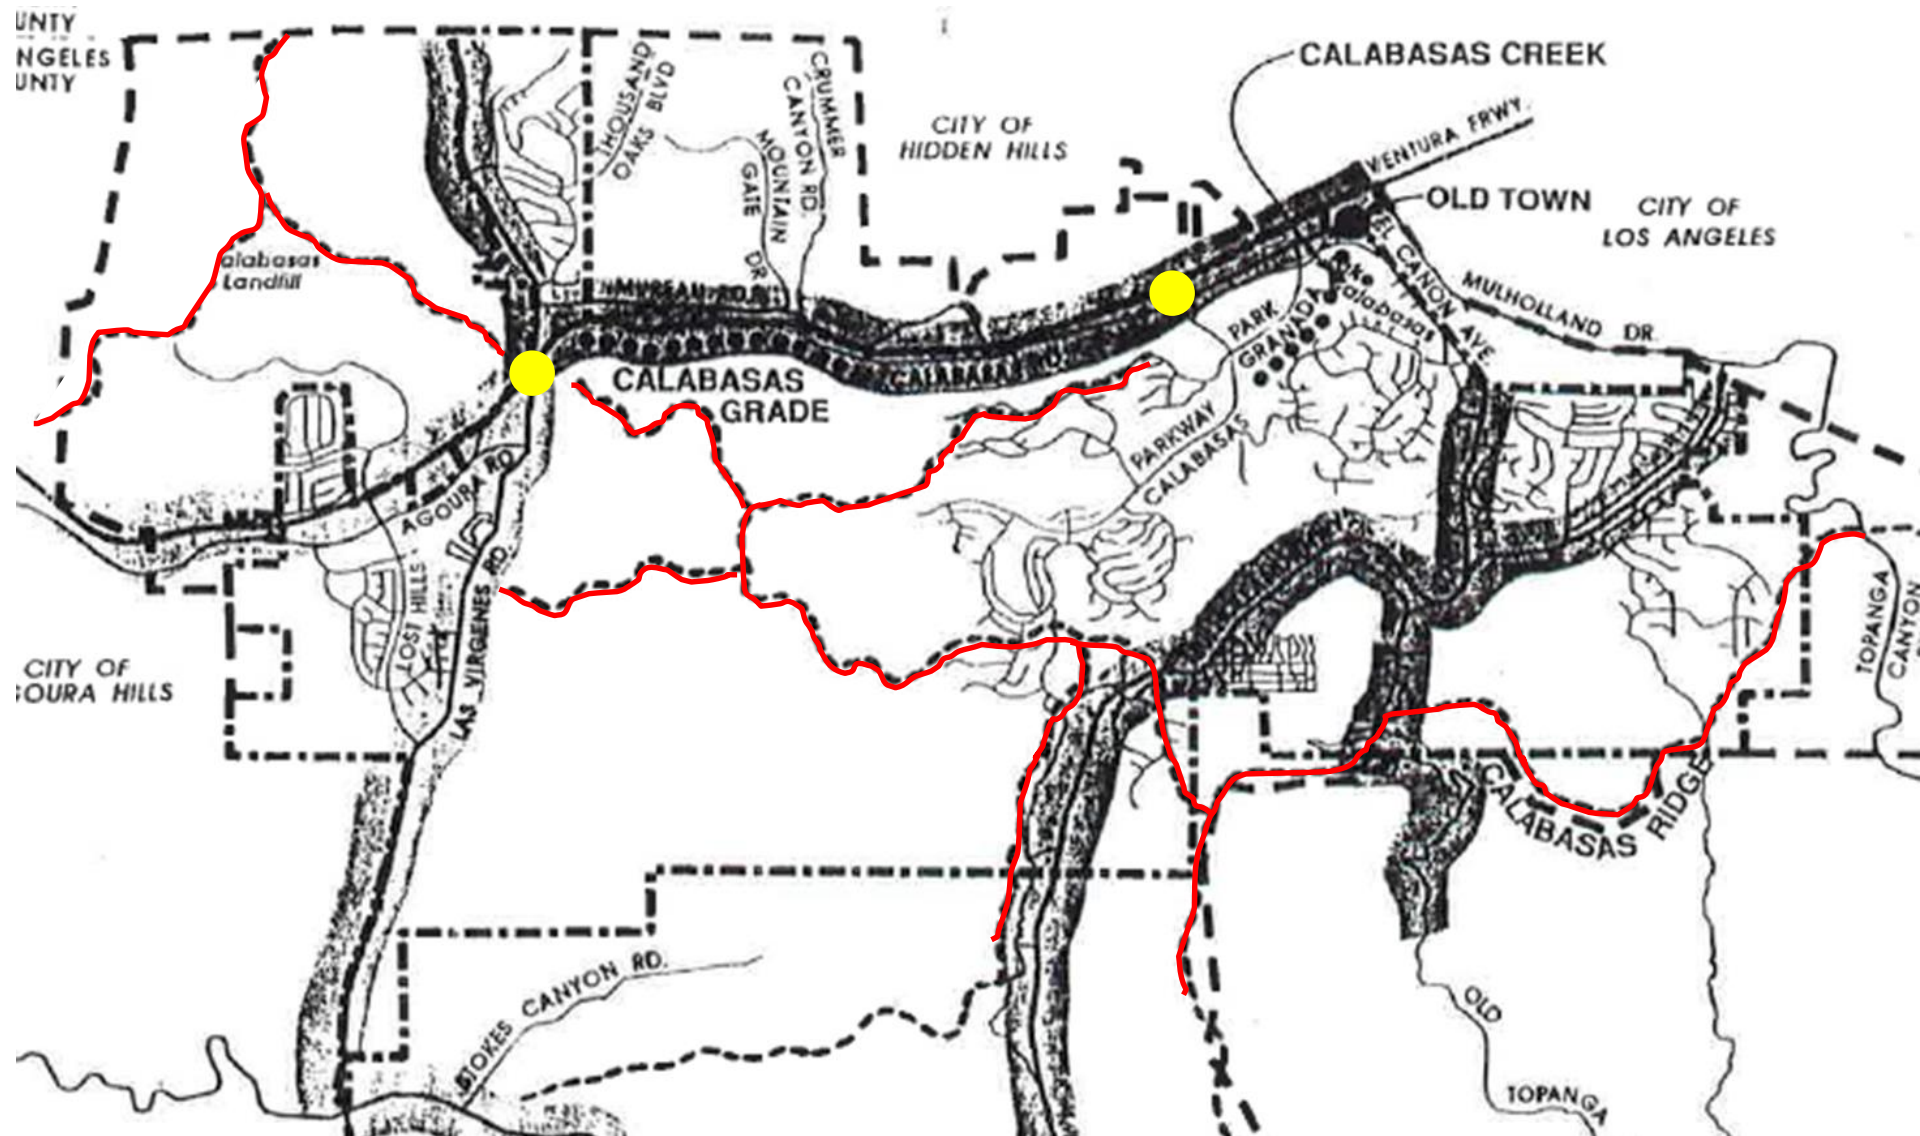 UNTY
NGELES
UNTY
THOUSAND
OAKS BLVD
CRUMMER
CANYON RD.
MOUNTAIN
GATE DR
CITY OF
HIDDEN HILLS
CALABASAS CREEK
VENTURA FRWY.
OLD TOWN
CITY OF
LOS ANGELES
EL CANON AVE
MULHOLLAND DR.
alabasas
Landfill
MUREAU RD.
CALABASAS RD.
CALABASAS
GRADE
PARK
GRANADA
Lake
Calabasas
PARKWAY
CALABASAS
AGOURA RD
LOST HILLS
LAS VIRGENES RD
CITY OF
GOURA HILLS
TOPANGA
CANYON
CALABASAS RIDGE
STOKES CANYON RD.
OLD
TOPANGA